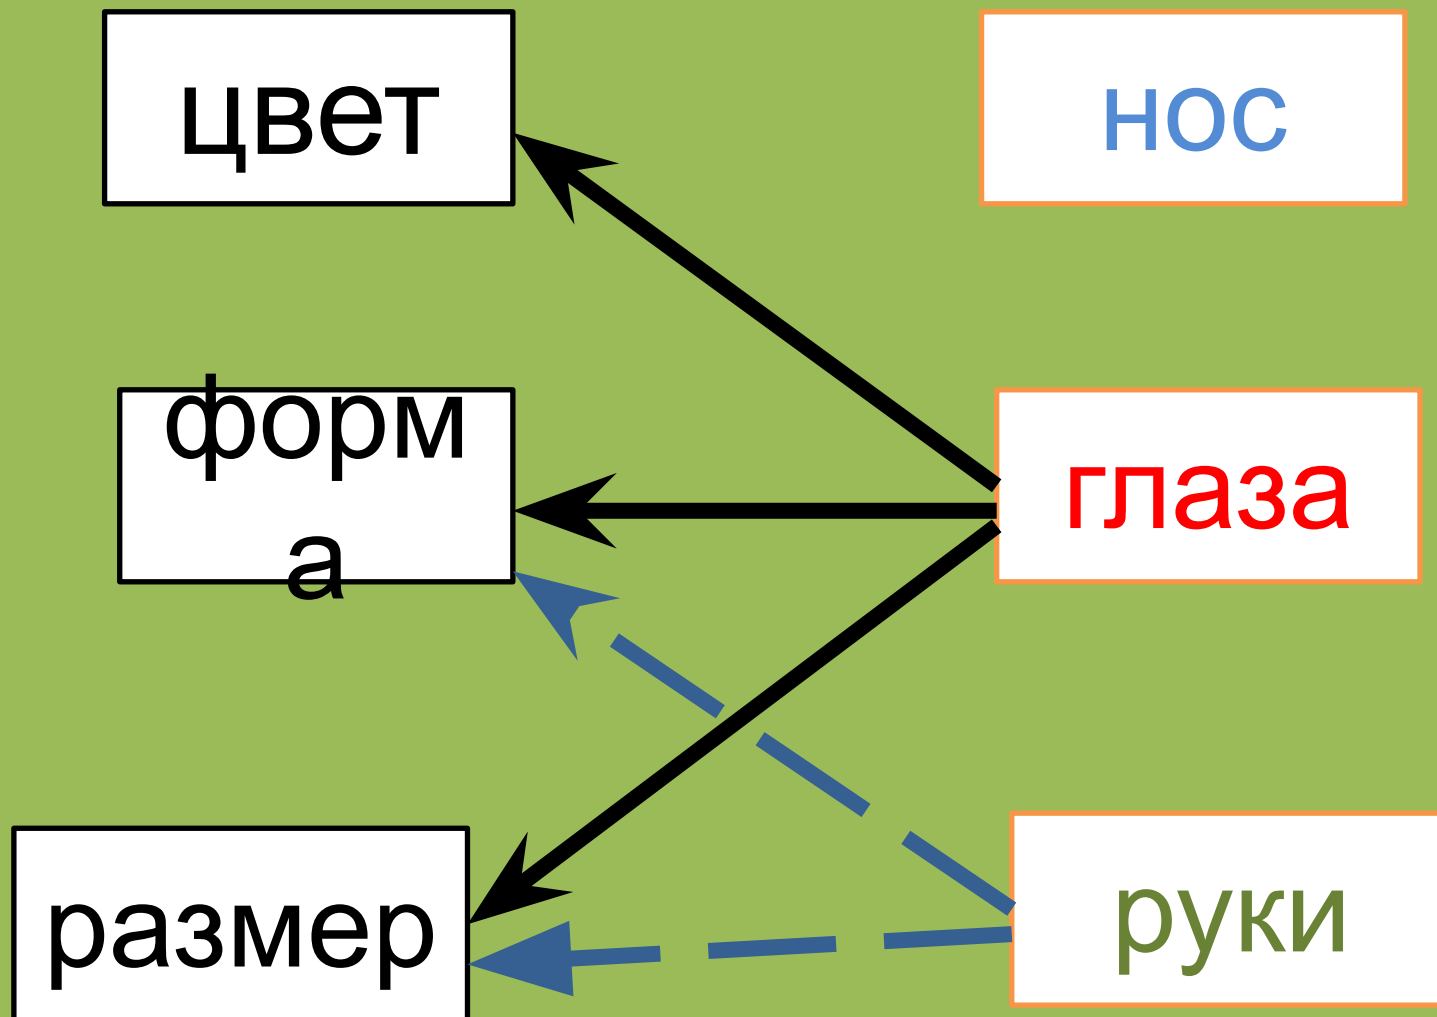 цвет
нос
форм
а
глаза
размер
руки